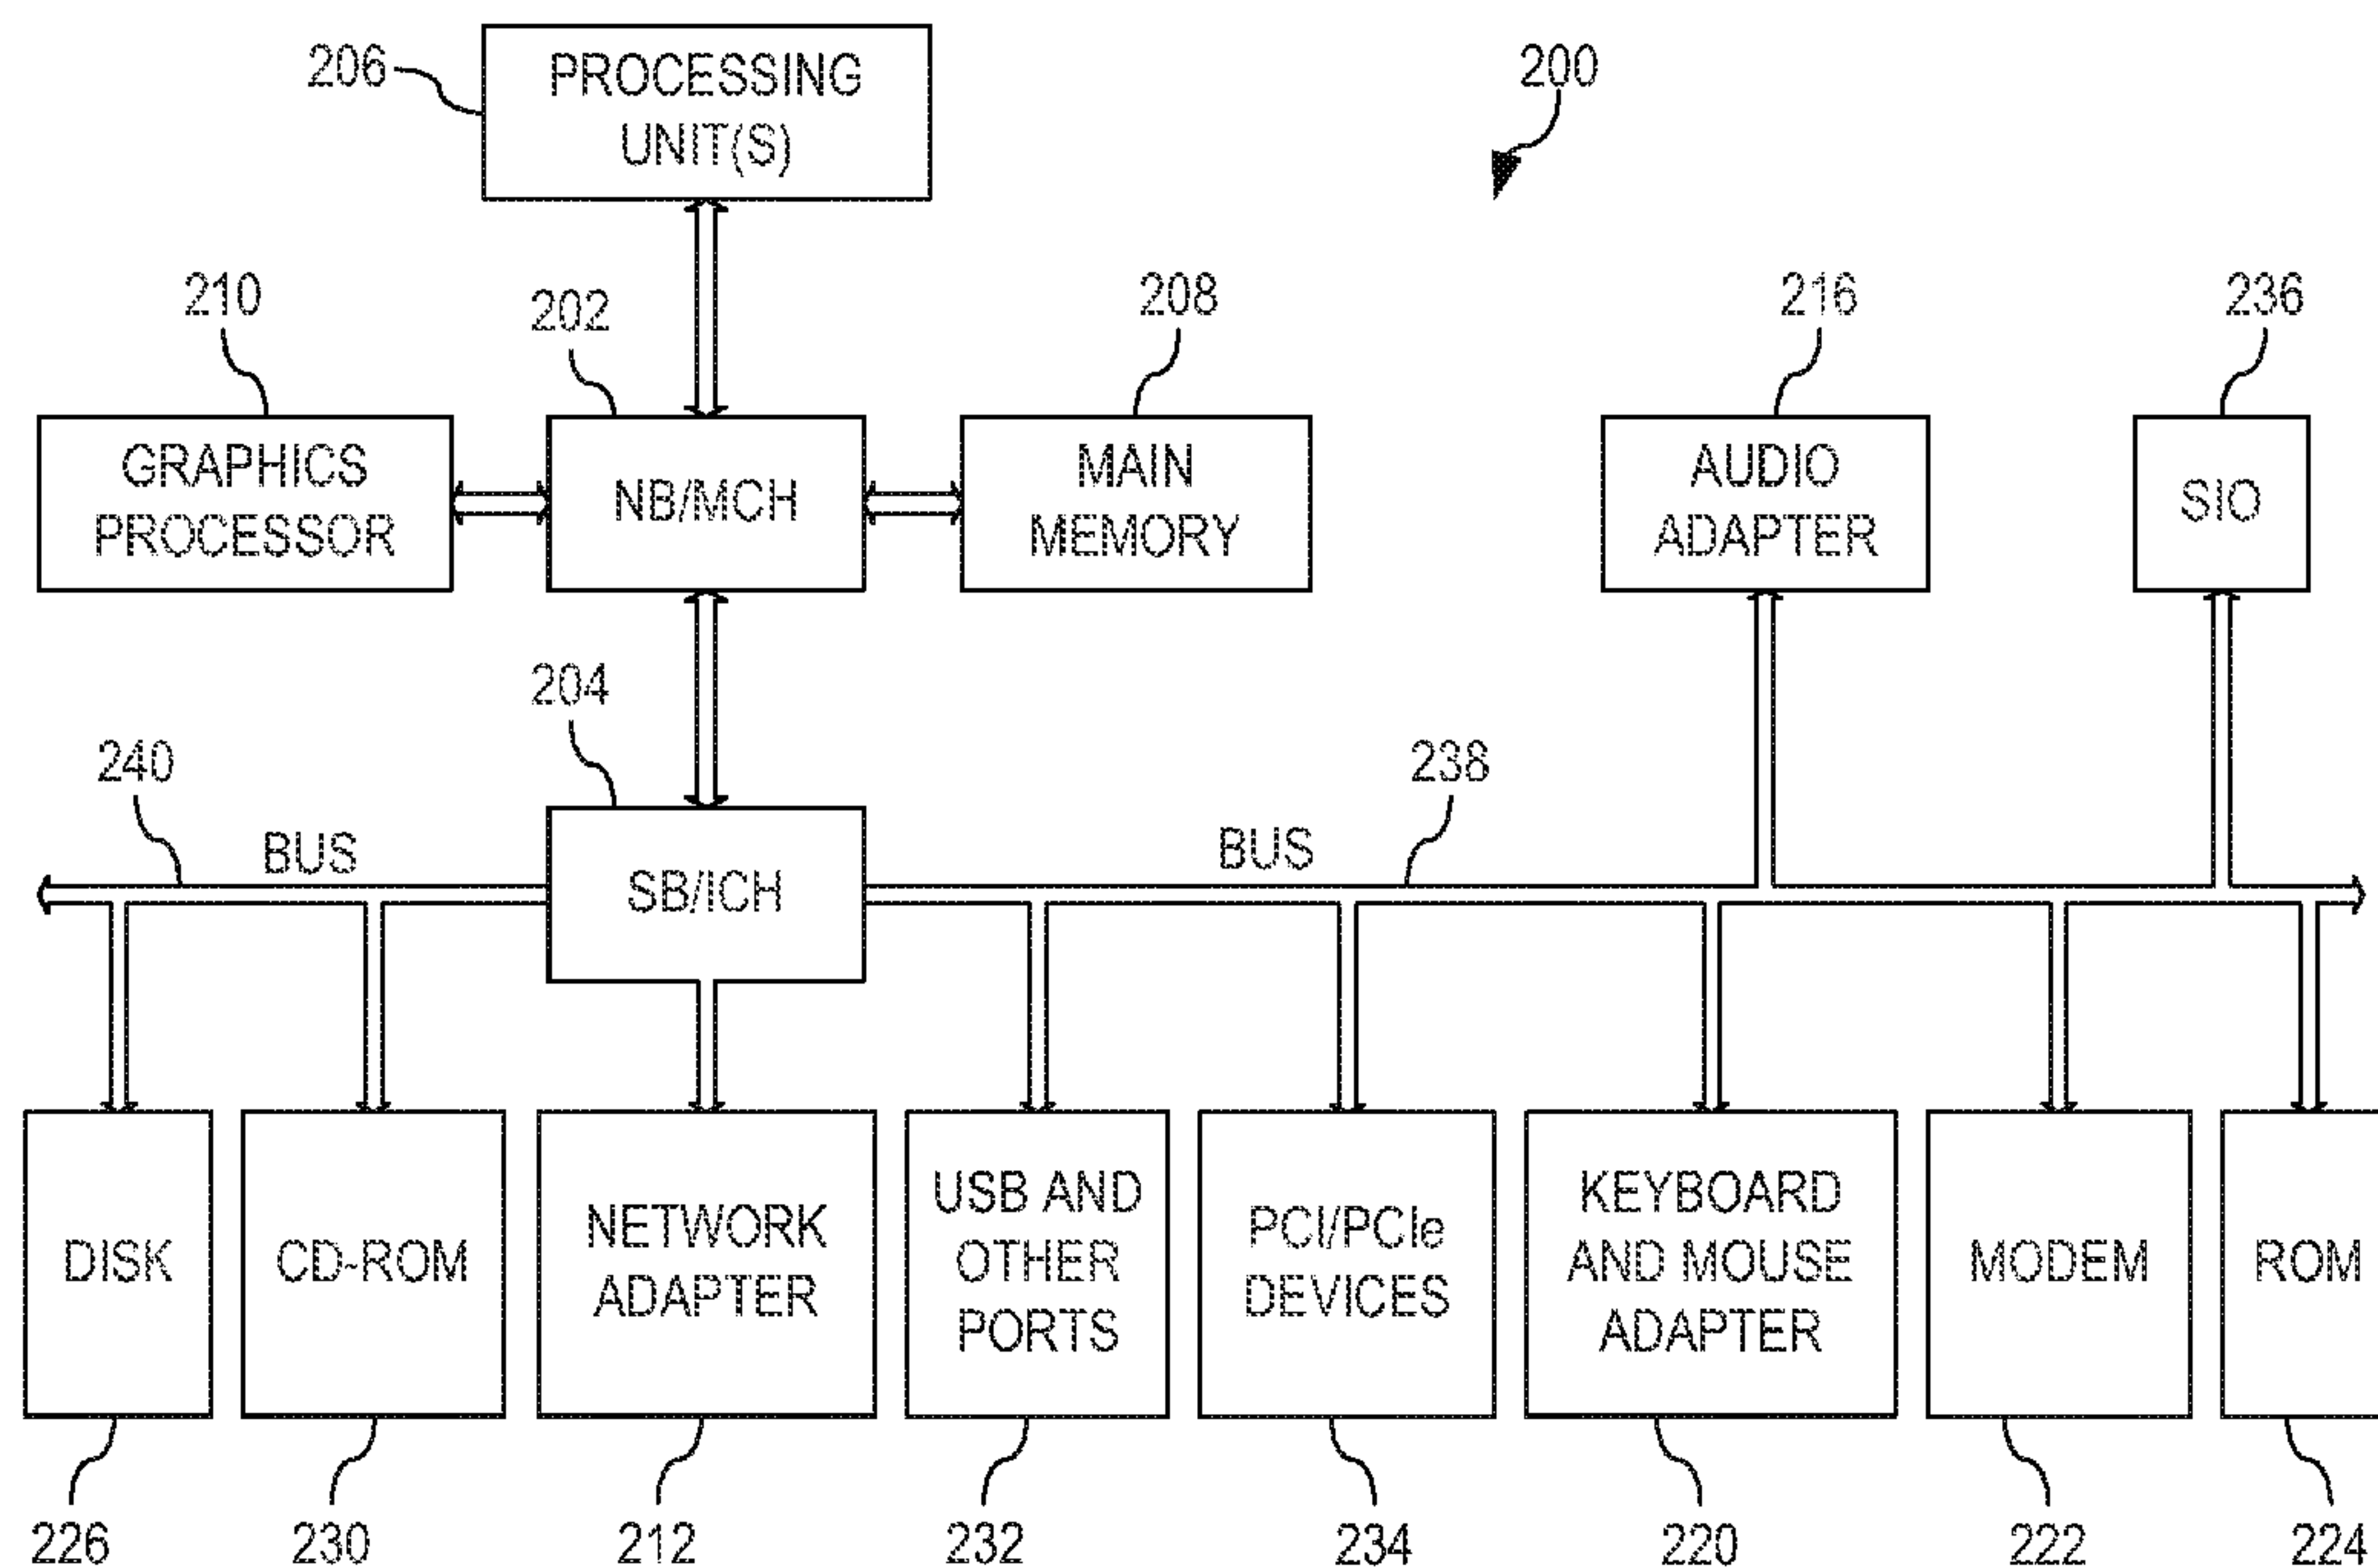 206
PROCESSING
UNIT(S)
200
210
202
208
216
236
GRAPHICS
PROCESSOR
NB/MCH
MAIN
MEMORY
AUDIO
ADAPTER
SIO
204
240
238
BUS
BUS
SB/ICH
DISK
CD-ROM
NETWORK
ADAPTER
USB AND
OTHER
PORTS
PCI/PCIe
DEVICES
KEYBOARD
AND MOUSE
ADAPTER
MODEM
ROM
226
230
212
232
234
220
222
224